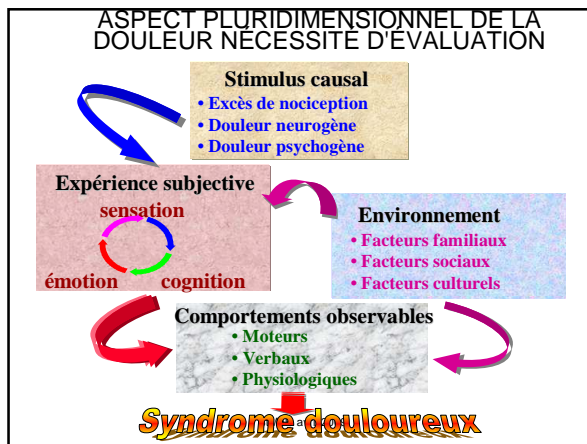 ASPECT PLURIDIMENSIONNEL DE LA
DOULEUR NÉCESSITÉ D'ÉVALUATION
Stimulus causal
• Excès de nociception
• Douleur neurogène
• Douleur psychogène
Expérience subjective
sensation
émotion
cognition
Environnement
• Facteurs familiaux
• Facteurs sociaux
• Facteurs culturels
Comportements observables
• Moteurs
• Verbaux
• Physiologiques
Syndrome douloureux